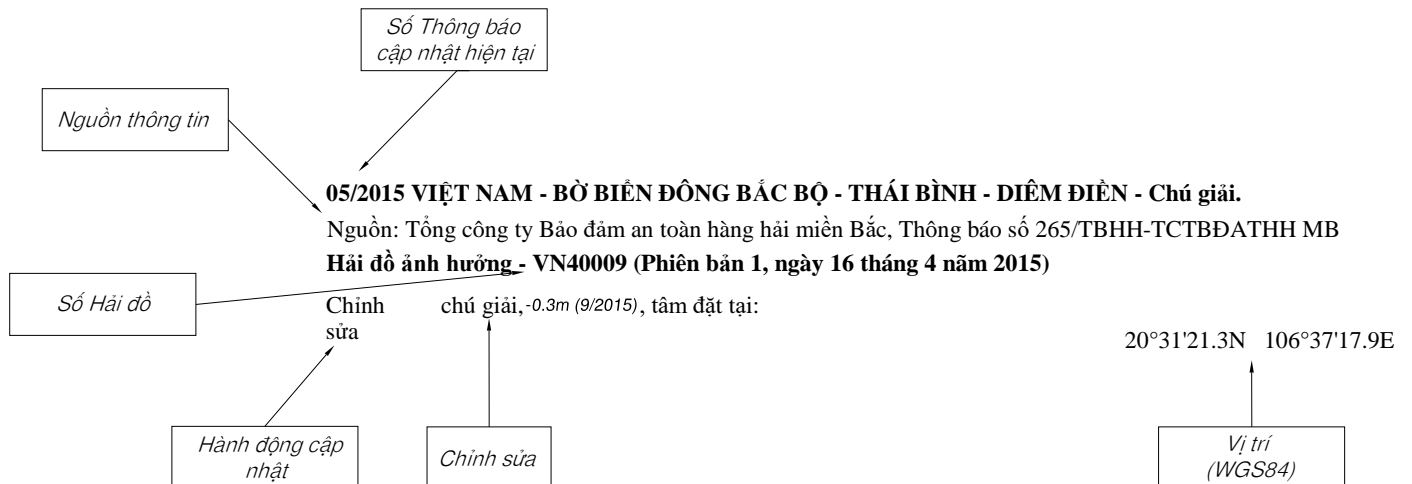 Số Thông báo
cập nhật hiện tại
Nguồn thông tin
05/2015 VIỆT NAM - BỜ BIỂN ĐÔNG BẮC BỘ - THÁI BÌNH - DIÊM ĐIỀN - Chú giải.
Nguồn: Tổng công ty Bảo đảm an toàn hàng hải miền Bắc, Thông báo số 265/TBHH-TCTBĐATHH MB
Hải đồ ảnh hưởng - VN40009 (Phiên bản 1, ngày 16 tháng 4 năm 2015)
Số Hải đồ
Chỉnh sửa chú giải, -0.3m (9/2015), tâm đặt tại:
20°31'21.3N 106°37'17.9E
Hành động cập
nhật
Chỉnh sửa
Vị trí
(WGS84)